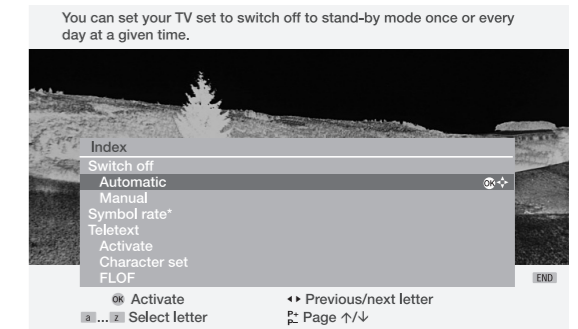 You can set your TV set to switch off to stand-by mode once or every
day at a given time.
Index
Switch off
Automatic OK
Manual
Symbol rate*
Teletext
Activate
Character set
FLOF
END
OK Activate ◂ ▸ Previous/next letter
a ... z Select letter P+ P– Page ↑/↓